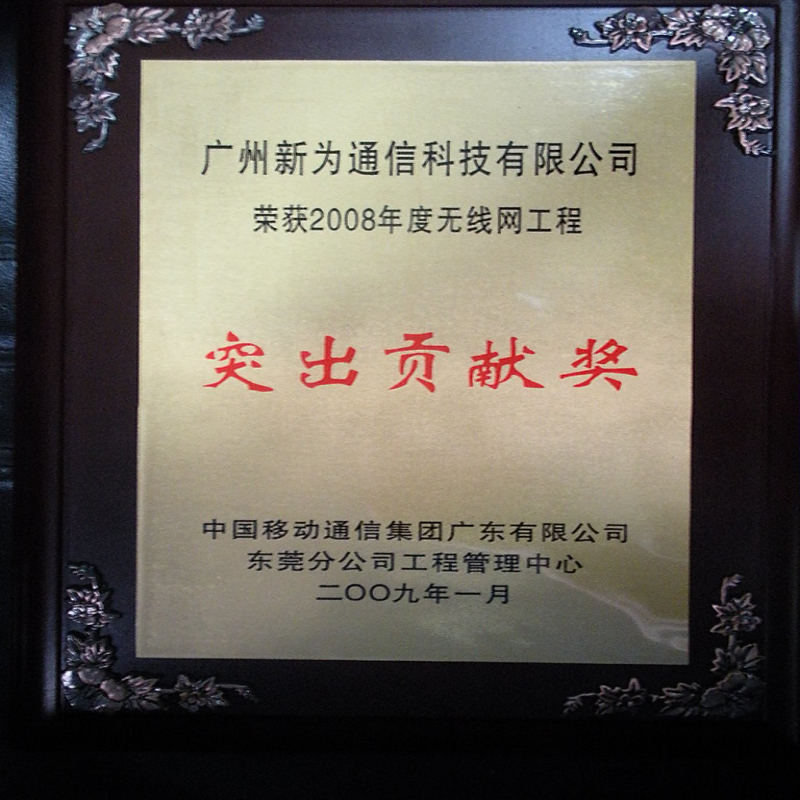 广州新为通信科技有限公司
荣获2008年度无线网工程
突出贡献奖
中国移动通信集团广东有限公司
东莞分公司工程管理中心
二〇〇九年一月